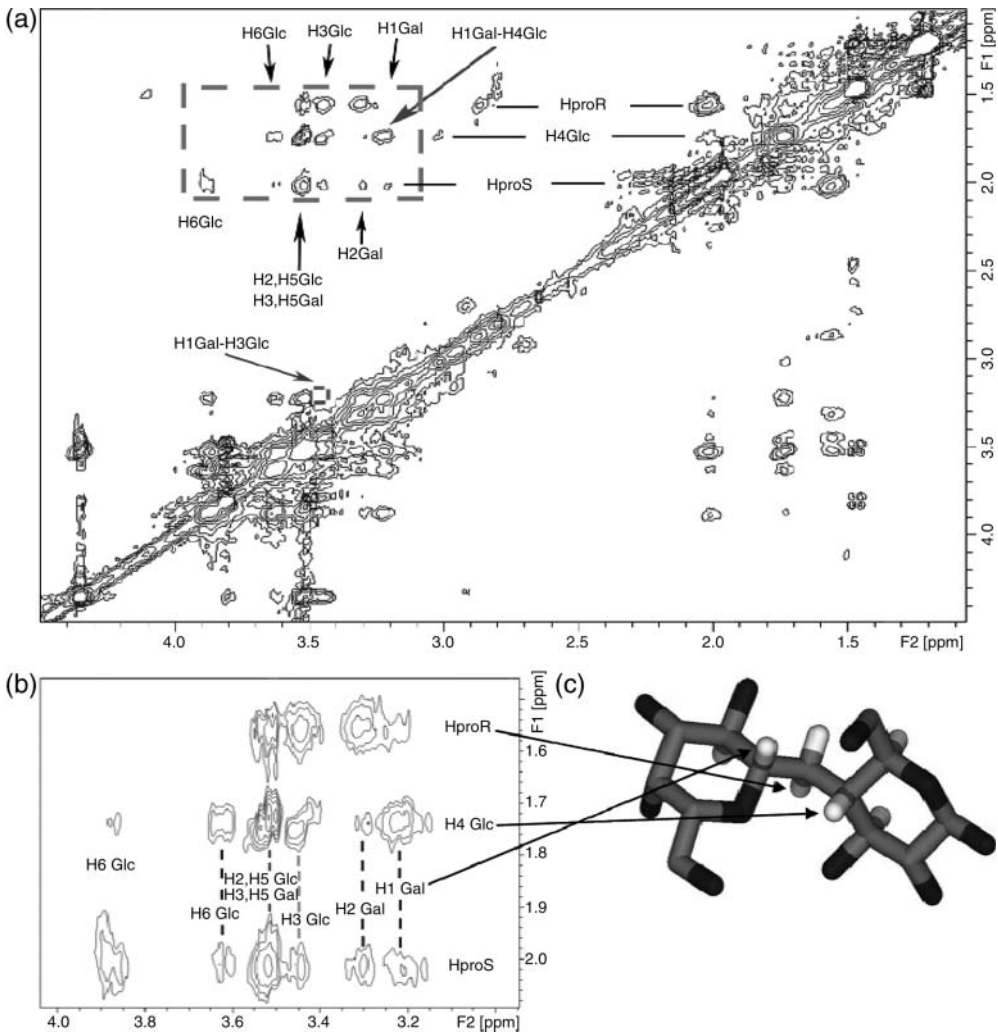 (a)
H6Glc H3Glc H1Gal H1Gal-H4Glc
HproR
H4Glc
HproS
H6Glc
H2Gal
H2,H5Glc
H3,H5Gal
H1Gal-H3Glc
F1 [ppm]
1.5
2.0
2.5
3.0
3.5
4.0
4.0 3.5 3.0 2.5 2.0 1.5 F2 [ppm]
(b)
F1 [ppm]
1.6
1.7
1.8
1.9
2.0
HproR
H4 Glc
HproS
H6 Glc
H6 Glc
H2,H5 Glc
H3,H5 Gal
H3 Glc
H2 Gal
H1 Gal
4.0 3.8 3.6 3.4 3.2 F2 [ppm]
(c)